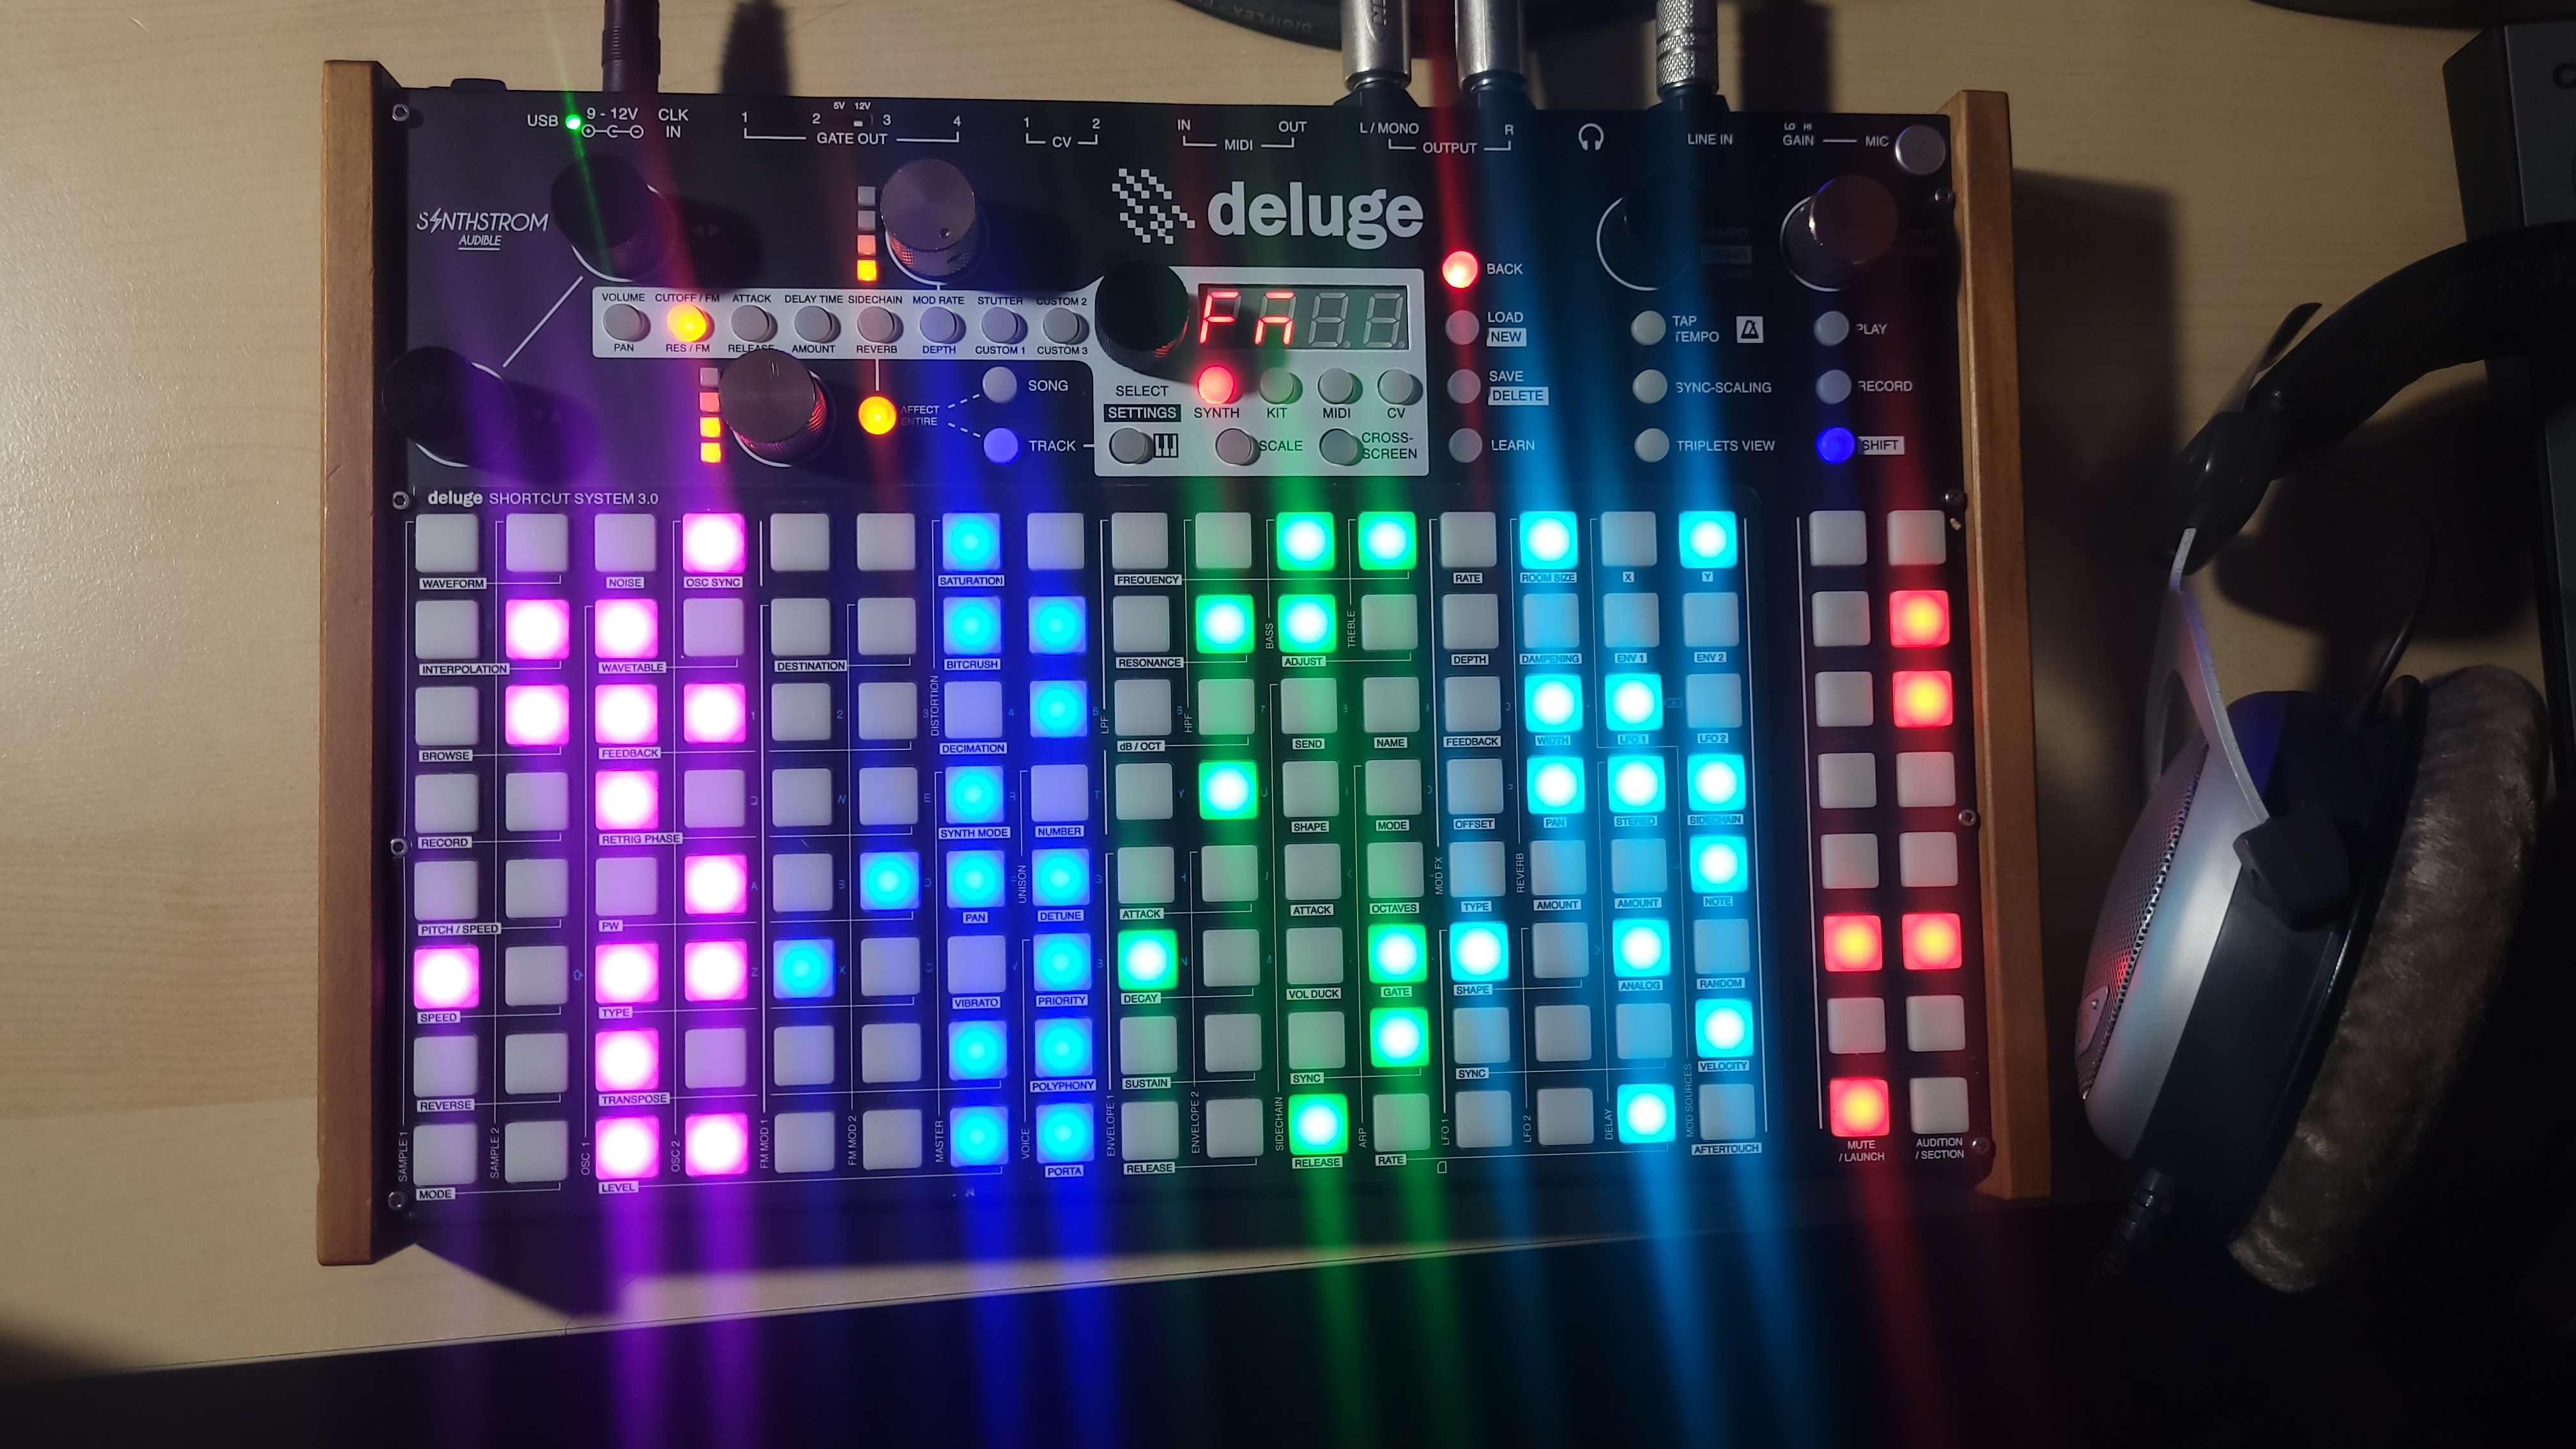 DIGIFLEX
USB
9 - 12V
CLK IN
1 2 3 4
5V 12V
GATE OUT
1 2
CV
IN OUT
MIDI
L / MONO R
OUTPUT
LINE IN
LO HI
GAIN
MIC
SYNTHSTROM
AUDIBLE
deluge
BACK
VOLUME CUTOFF / FM ATTACK DELAY TIME SIDECHAIN MOD RATE STUTTER CUSTOM 2
PAN RES / FM RELEASE AMOUNT REVERB DEPTH CUSTOM 1 CUSTOM 3
LOAD
NEW
TAP TEMPO
PLAY
SONG
SELECT
SETTINGS
SYNTH KIT MIDI CV
SAVE
DELETE
SYNC-SCALING
RECORD
AFFECT ENTIRE
TRACK
SCALE
CROSS-SCREEN
LEARN
TRIPLETS VIEW
SHIFT
deluge SHORTCUT SYSTEM 3.0
WAVEFORM NOISE OSC SYNC SATURATION FREQUENCY RATE ROOM SIZE X Y
BASS TREBLE
INTERPOLATION WAVETABLE DESTINATION BITCRUSH RESONANCE ADJUST DEPTH DAMPENING ENV 1 ENV 2
DISTORTION LPF HPF
BROWSE FEEDBACK DECIMATION dB / OCT SEND NAME FEEDBACK WIDTH LFO 1 LFO 2
RECORD RETRIG PHASE SYNTH MODE NUMBER SHAPE MODE OFFSET PAN STEREO SIDECHAIN
UNISON MOD FX REVERB
PITCH / SPEED PW PAN DETUNE ATTACK ATTACK OCTAVES TYPE AMOUNT AMOUNT NOTE
SPEED TYPE VIBRATO PRIORITY DECAY VOL DUCK GATE SHAPE ANALOG RANDOM
REVERSE TRANSPOSE POLYPHONY SUSTAIN SYNC SYNC VELOCITY
SAMPLE 1 SAMPLE 2 OSC 1 OSC 2 FM MOD 1 FM MOD 2 MASTER VOICE ENVELOPE 1 ENVELOPE 2 SIDECHAIN ARP LFO 1 LFO 2 DELAY MOD SOURCES
MODE LEVEL PORTA RELEASE RELEASE RATE AFTERTOUCH
MUTE / LAUNCH
AUDITION / SECTION